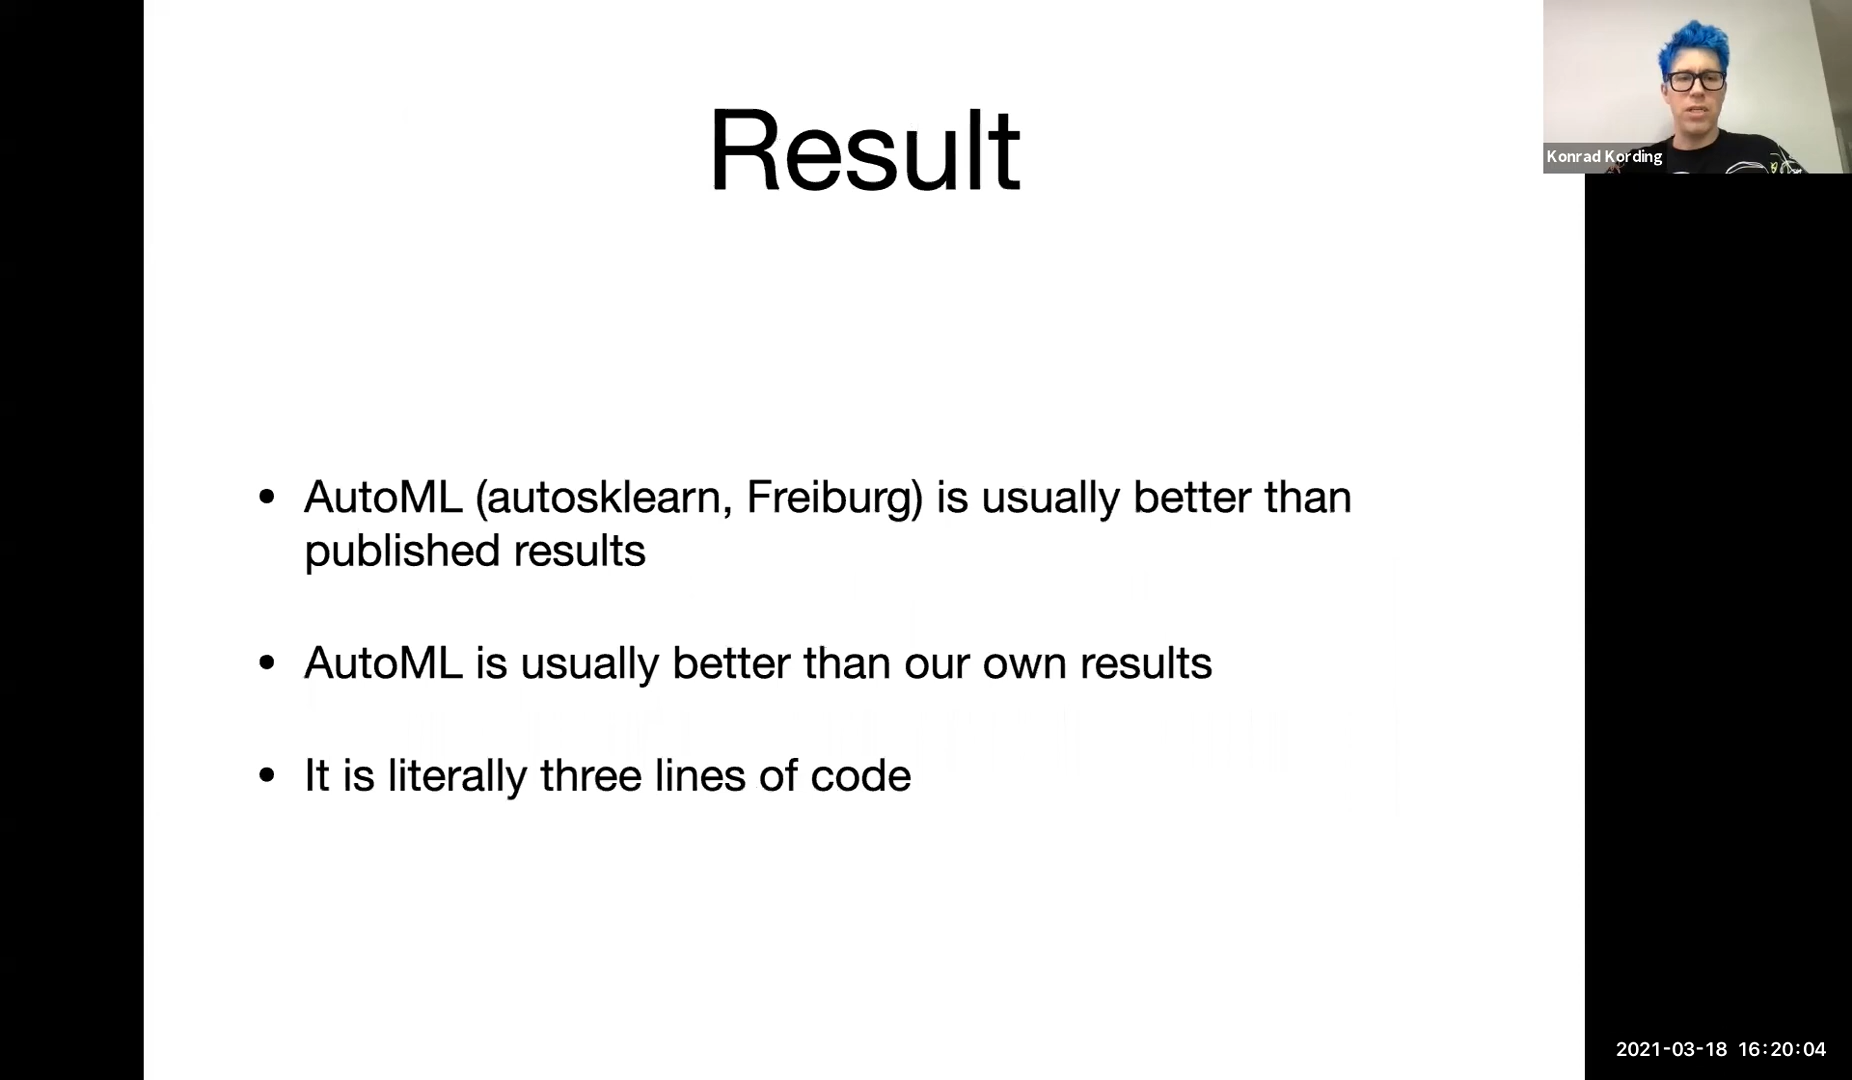 Result
Konrad Kording
• AutoML (autosklearn, Freiburg) is usually better than
published results
• AutoML is usually better than our own results
• It is literally three lines of code
2021-03-18 16:20:04